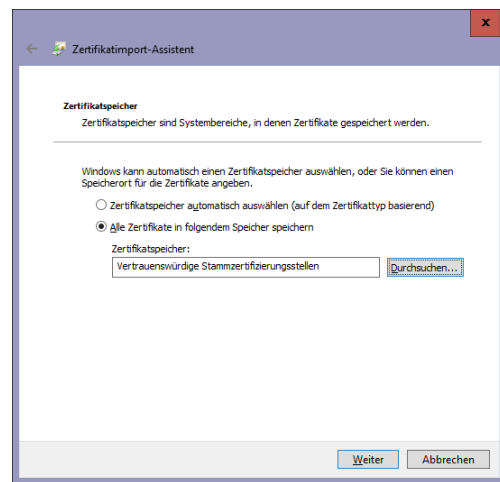 x
Zertifikatimport-Assistent
Zertifikatspeicher
Zertifikatspeicher sind Systembereiche, in denen Zertifikate gespeichert werden.
Windows kann automatisch einen Zertifikatspeicher auswählen, oder Sie können einen
Speicherort für die Zertifikate angeben.
Zertifikatspeicher automatisch auswählen (auf dem Zertifikattyp basierend)
Alle Zertifikate in folgendem Speicher speichern
Zertifikatspeicher:
Vertrauenswürdige Stammzertifizierungsstellen
Durchsuchen...
Weiter
Abbrechen